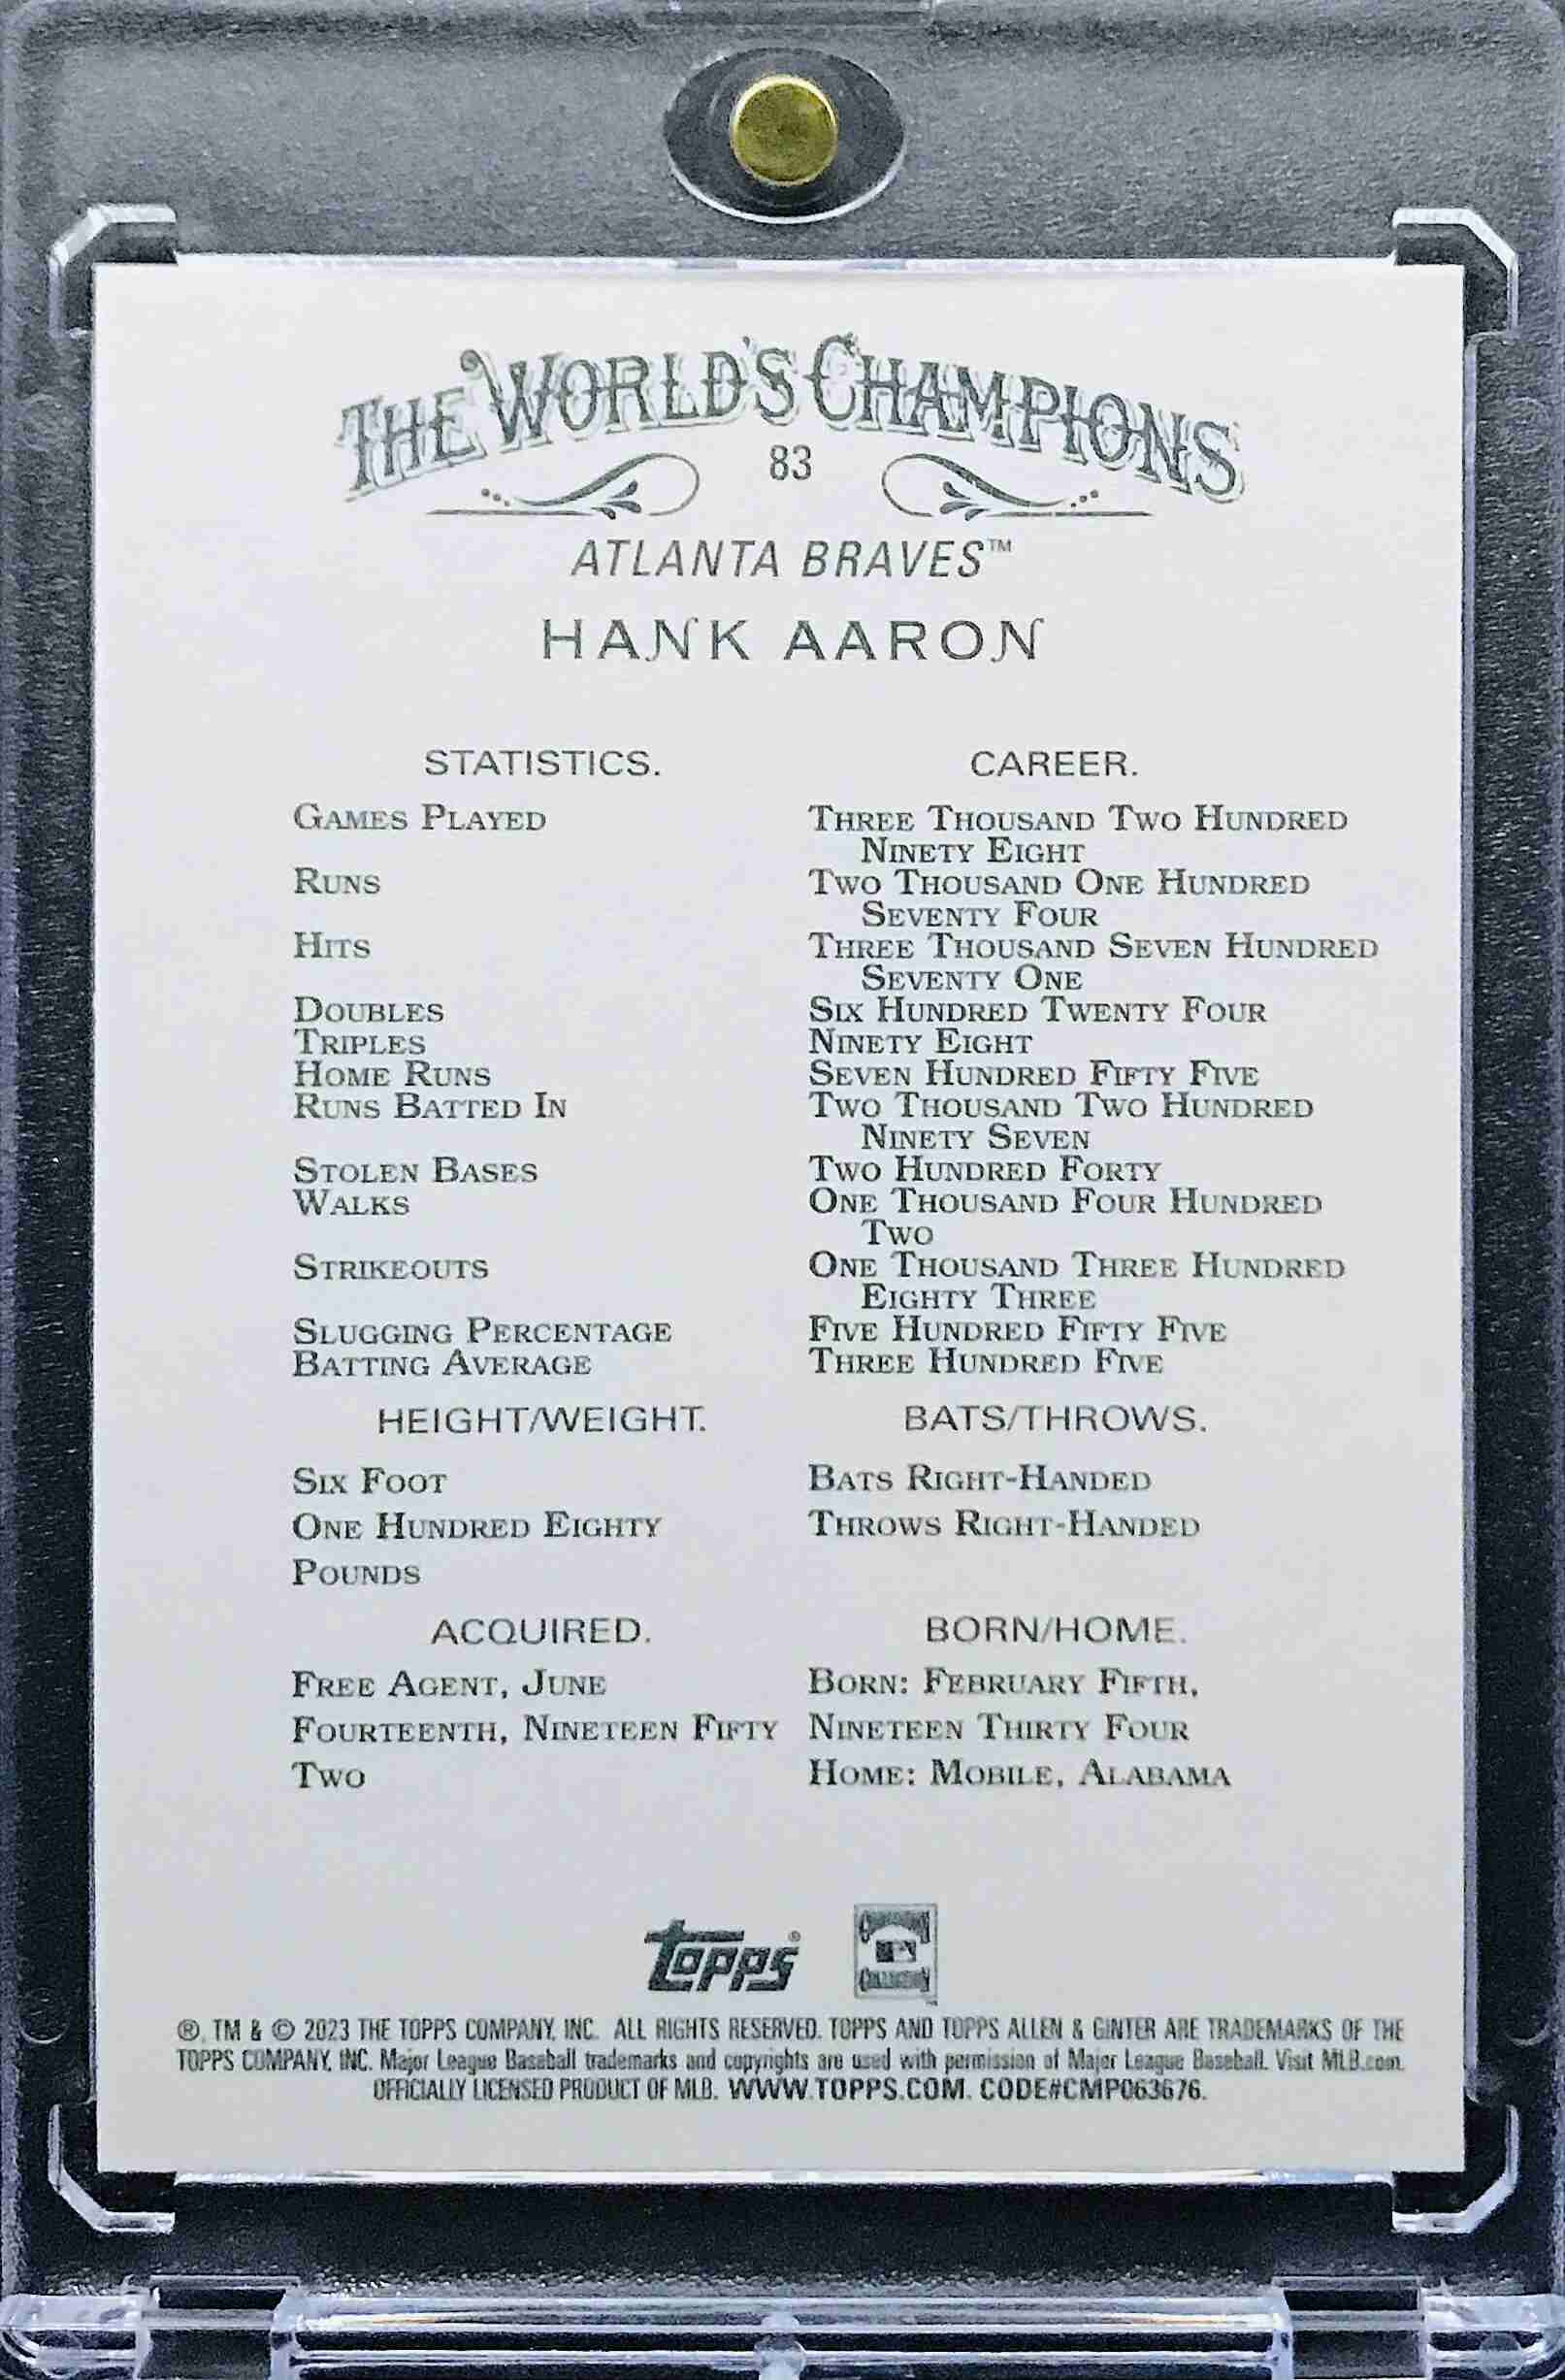 THE WORLD'S CHAMPIONS
83
ATLANTA BRAVES™
HANK AARON
STATISTICS. CAREER.
GAMES PLAYED THREE THOUSAND TWO HUNDRED
NINETY EIGHT
RUNS TWO THOUSAND ONE HUNDRED
SEVENTY FOUR
HITS THREE THOUSAND SEVEN HUNDRED
SEVENTY ONE
DOUBLES SIX HUNDRED TWENTY FOUR
TRIPLES NINETY EIGHT
HOME RUNS SEVEN HUNDRED FIFTY FIVE
RUNS BATTED IN TWO THOUSAND TWO HUNDRED
NINETY SEVEN
STOLEN BASES TWO HUNDRED FORTY
WALKS ONE THOUSAND FOUR HUNDRED
TWO
STRIKEOUTS ONE THOUSAND THREE HUNDRED
EIGHTY THREE
SLUGGING PERCENTAGE FIVE HUNDRED FIFTY FIVE
BATTING AVERAGE THREE HUNDRED FIVE
HEIGHT/WEIGHT. BATS/THROWS.
SIX FOOT BATS RIGHT-HANDED
ONE HUNDRED EIGHTY THROWS RIGHT-HANDED
POUNDS
ACQUIRED. BORN/HOME.
FREE AGENT, JUNE BORN: FEBRUARY FIFTH,
FOURTEENTH, NINETEEN FIFTY NINETEEN THIRTY FOUR
TWO HOME: MOBILE, ALABAMA
topps® COOPERSTOWN
COLLECTION
®, TM & © 2023 THE TOPPS COMPANY, INC. ALL RIGHTS RESERVED. TOPPS AND TOPPS ALLEN & GINTER ARE TRADEMARKS OF THE
TOPPS COMPANY, INC. Major League Baseball trademarks and copyrights are used with permission of Major League Baseball. Visit MLB.com.
OFFICIALLY LICENSED PRODUCT OF MLB. WWW.TOPPS.COM. CODE#CMP063676.